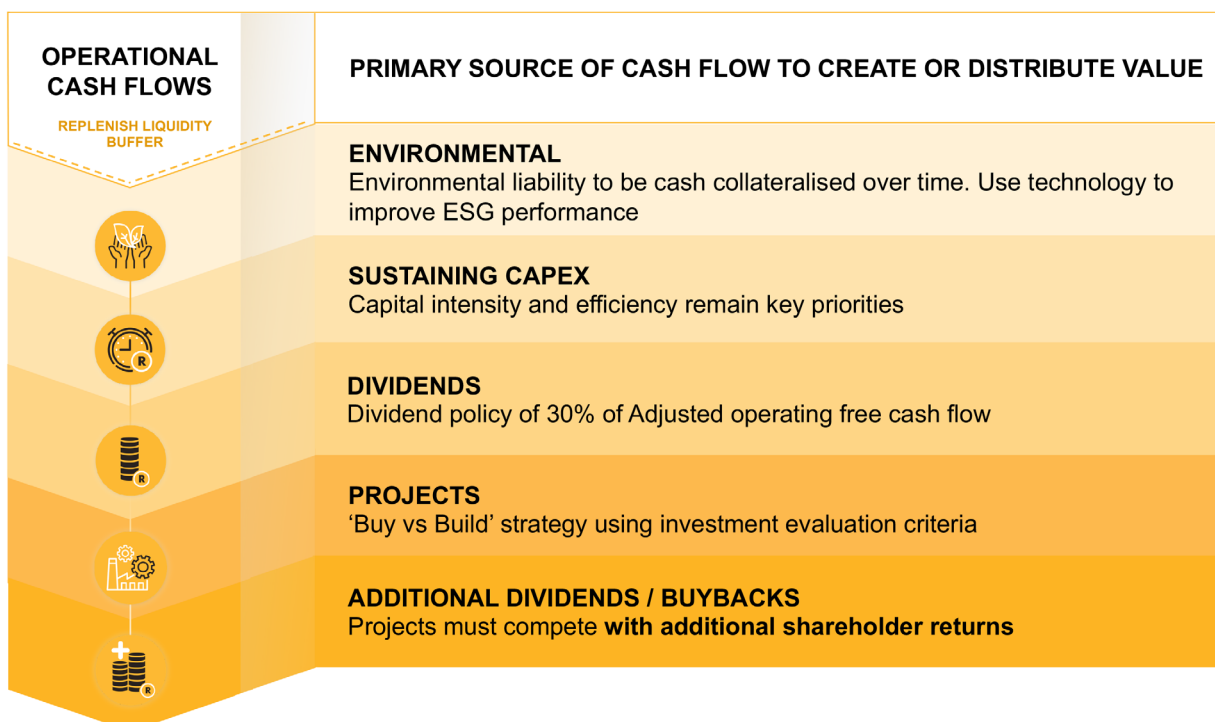 OPERATIONAL
CASH FLOWS
REPLENISH LIQUIDITY
BUFFER
PRIMARY SOURCE OF CASH FLOW TO CREATE OR DISTRIBUTE VALUE
ENVIRONMENTAL
Environmental liability to be cash collateralised over time. Use technology to
improve ESG performance
SUSTAINING CAPEX
Capital intensity and efficiency remain key priorities
R
DIVIDENDS
Dividend policy of 30% of Adjusted operating free cash flow
R
PROJECTS
‘Buy vs Build’ strategy using investment evaluation criteria
ADDITIONAL DIVIDENDS / BUYBACKS
Projects must compete with additional shareholder returns
R